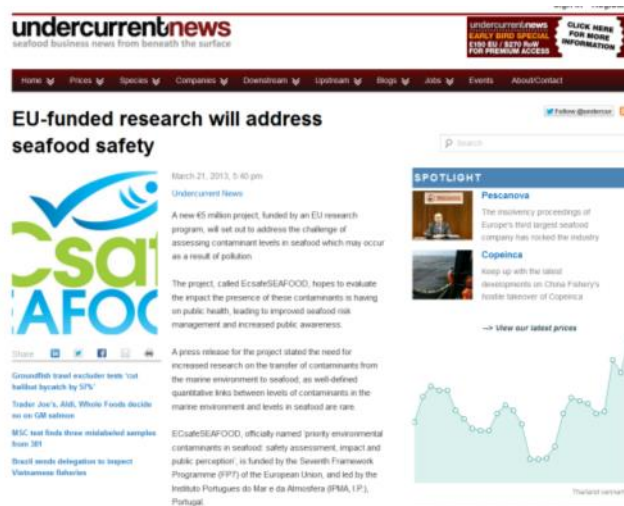 undercurrentnews
seafood business news from beneath the surface
undercurrentnews
EARLY BIRD SPECIAL
£190 EU / $270 RoW
FOR PREMIUM ACCESS
CLICK HERE
FOR MORE
INFORMATION
Home Prices Species Companies Downstream Upstream Blogs Jobs Events About/Contact
EU-funded research will address
seafood safety
Follow @undercur
Search
March 21, 2013, 5:40 pm
Undercurrent News
A new €5 million project, funded by an EU research
program, will set out to address the challenge of
assessing contaminant levels in seafood which may occur
as a result of pollution.
The project, called EcsafeSEAFOOD, hopes to evaluate
the impact the presence of these contaminants is having
on public health, leading to improved seafood risk
management and increased public awareness.
A press release for the project stated the need for
increased research on the transfer of contaminants from
the marine environment to seafood, as well-defined
quantitative links between levels of contaminants in the
marine environment and levels in seafood are rare.
ECsafeSEAFOOD, officially named 'priority environmental
contaminants in seafood: safety assessment, impact and
public perception', is funded by the Seventh Framework
Programme (FP7) of the European Union, and led by the
Instituto Portugues do Mar e da Atmosfera (IPMA, I.P.),
Portugal.
Csaf
EAFOO
Share
Groundfish trawl excluder tests 'cut
halibut bycatch by 57%'
Trader Joe's, Aldi, Whole Foods decide
no on GM salmon
MSC test finds three mislabeled samples
from 381
Brazil sends delegation to inspect
Vietnamese fisheries
SPOTLIGHT
Pescanova
The insolvency proceedings of
Europe's third largest seafood
company has rocked the industry
Copeinca
Keep up with the latest
developments on China Fishery's
hostile takeover of Copeinca
--> View our latest prices
Thailand vannam